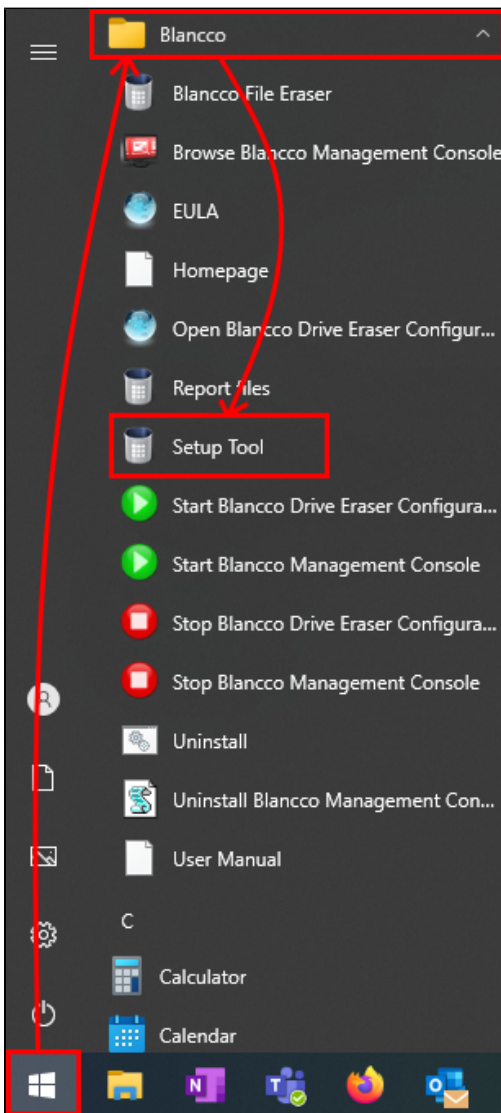 Blancco
Blancco File Eraser
Browse Blancco Management Console
EULA
Homepage
Open Blancco Drive Eraser Configur...
Report files
Setup Tool
Start Blancco Drive Eraser Configura...
Start Blancco Management Console
Stop Blancco Drive Eraser Configura...
Stop Blancco Management Console
Uninstall
Uninstall Blancco Management Con...
User Manual
C
Calculator
Calendar